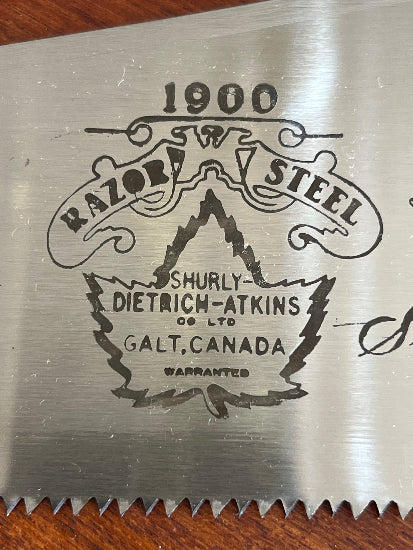 1900
RAZOR STEEL
SHURLY-
DIETRICH-ATKINS
CO LTD
GALT, CANADA
WARRANTED